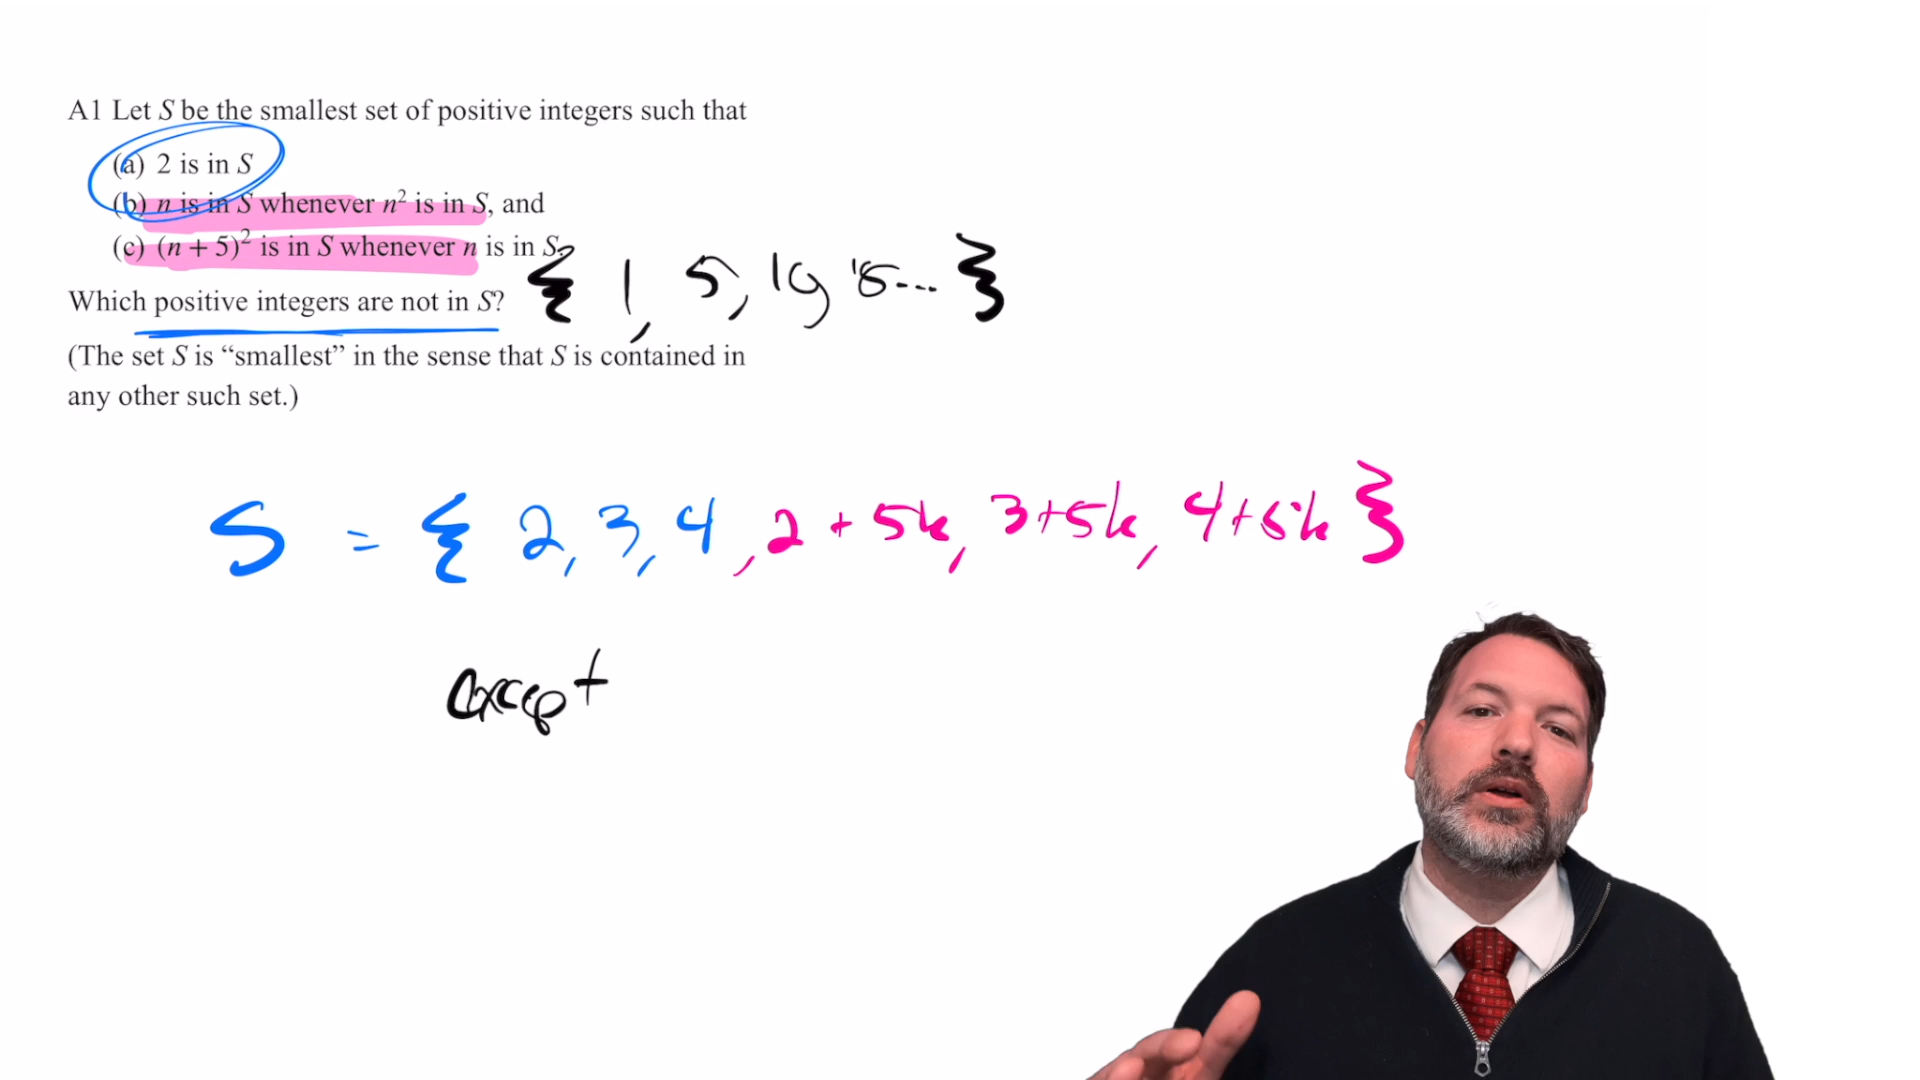 A1 Let S be the smallest set of positive integers such that
(a) 2 is in S
(b) n is in S whenever n² is in S, and
(c) (n + 5)² is in S whenever n is in S.
Which positive integers are not in S?
{ 1, 5, 10, 15... }
(The set S is “smallest” in the sense that S is contained in
any other such set.)
S = { 2, 3, 4, 2 + 5k, 3+5k, 4+5k }
except